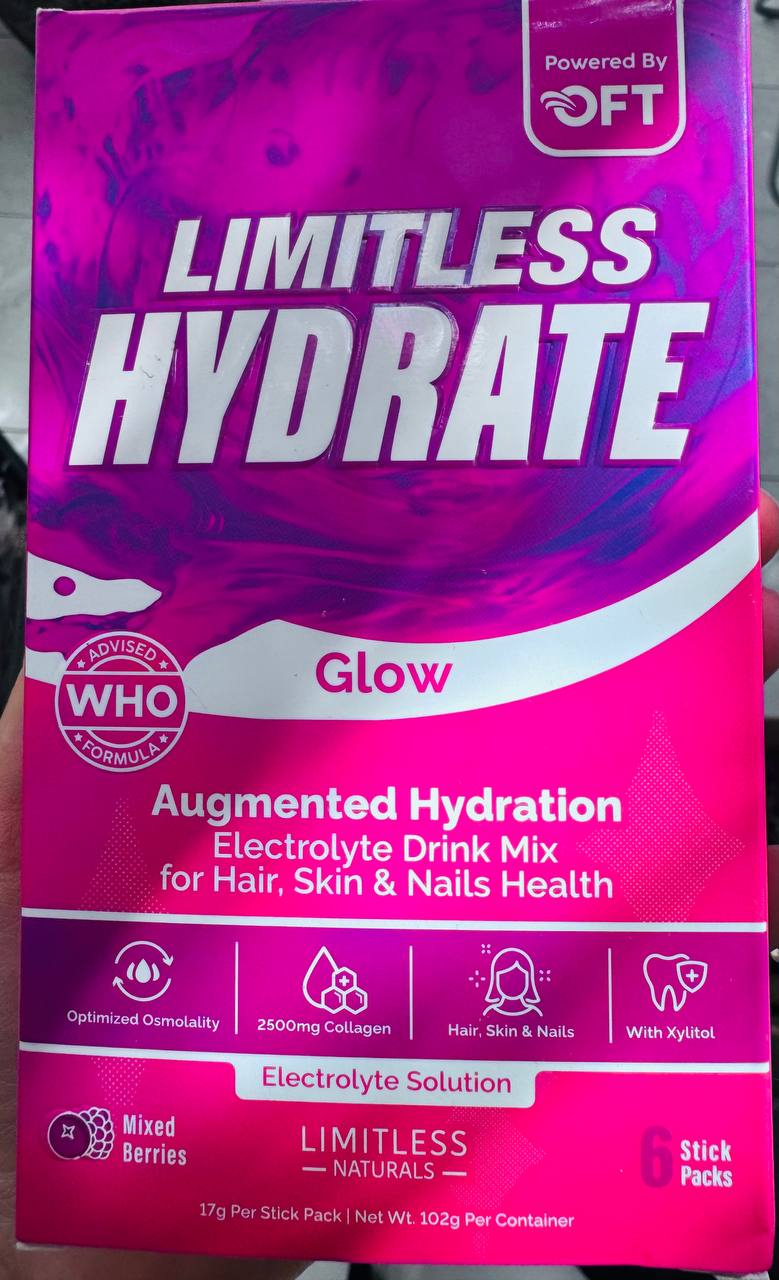 Powered By
OFT
LIMITLESS
HYDRATE
Glow
ADVISED
WHO
FORMULA
Augmented Hydration
Electrolyte Drink Mix
for Hair, Skin & Nails Health
Optimized Osmolality
2500mg Collagen
Hair, Skin & Nails
With Xylitol
Electrolyte Solution
Mixed
Berries
LIMITLESS
NATURALS
6 Stick
Packs
17g Per Stick Pack | Net Wt. 102g Per Container